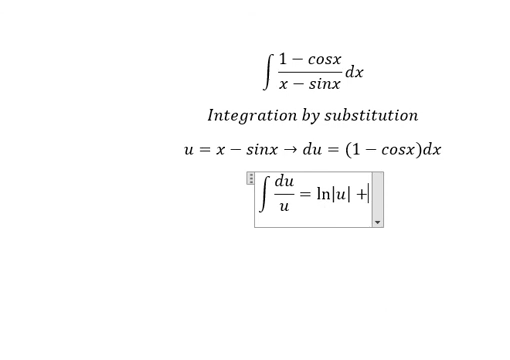 ∫ (1 − cosx)/(x − sinx) dx
Integration by substitution
u = x − sinx → du = (1 − cosx)dx
∫ du/u = ln|u| +